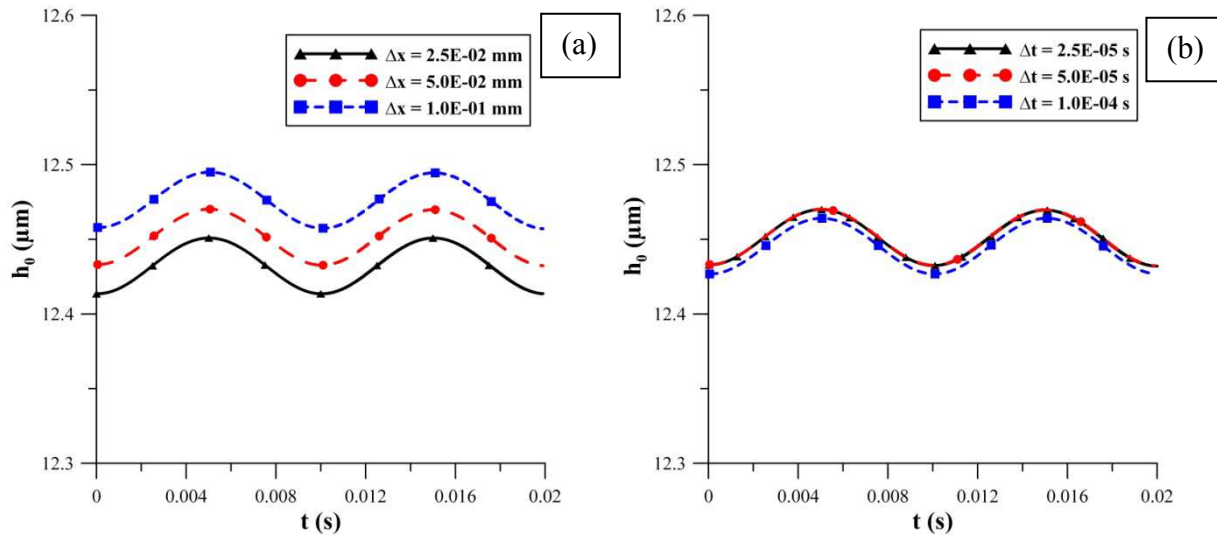 12.6
(a)
Δx = 2.5E-02 mm
Δx = 5.0E-02 mm
Δx = 1.0E-01 mm
12.5
h₀ (μm)
12.4
12.3
0 0.004 0.008 0.012 0.016 0.02
t (s)
12.6
(b)
Δt = 2.5E-05 s
Δt = 5.0E-05 s
Δt = 1.0E-04 s
12.5
h₀ (μm)
12.4
12.3
0 0.004 0.008 0.012 0.016 0.02
t (s)